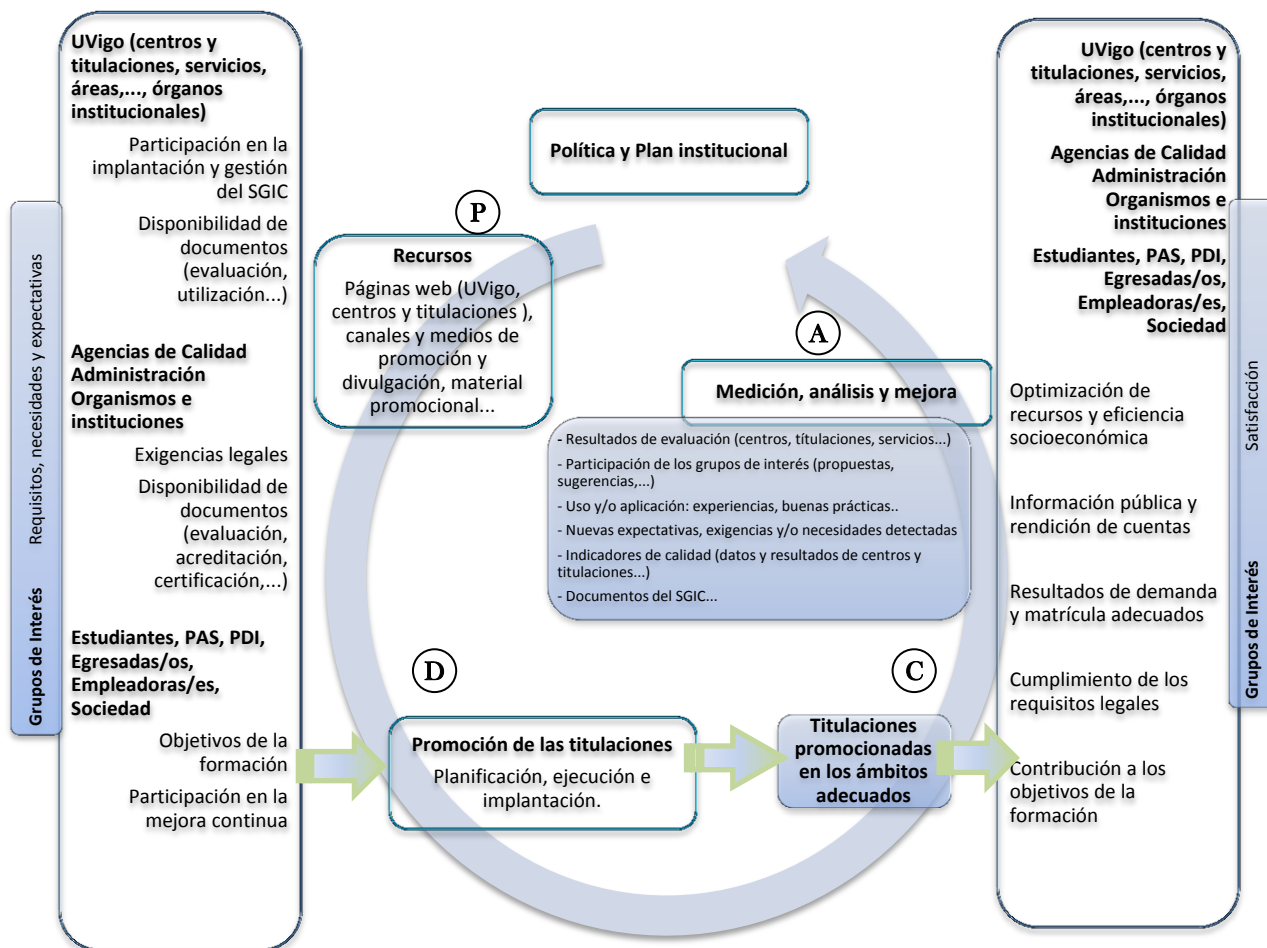 Grupos de Interés Requisitos, necesidades y expectativas
UVigo (centros y
titulaciones, servicios,
áreas,..., órganos
institucionales)
Participación en la
implantación y gestión
del SGIC
Disponibilidad de
documentos
(evaluación,
utilización...)
Agencias de Calidad
Administración
Organismos e
instituciones
Exigencias legales
Disponibilidad de
documentos
(evaluación,
acreditación,
certificación,...)
Estudiantes, PAS, PDI,
Egresadas/os,
Empleadoras/es,
Sociedad
Objetivos de la
formación
Participación en la
mejora continua
Política y Plan institucional
P
Recursos
Páginas web (UVigo,
centros y titulaciones ),
canales y medios de
promoción y
divulgación, material
promocional...
A
Medición, análisis y mejora
- Resultados de evaluación (centros, títulaciones, servicios...)
- Participación de los grupos de interés (propuestas,
sugerencias,...)
- Uso y/o aplicación: experiencias, buenas prácticas..
- Nuevas expectativas, exigencias y/o necesidades detectadas
- Indicadores de calidad (datos y resultados de centros y
titulaciones...)
- Documentos del SGIC...
D
Promoción de las titulaciones
Planificación, ejecución e
implantación.
C
Titulaciones
promocionadas
en los ámbitos
adecuados
UVigo (centros y
titulaciones, servicios,
áreas,..., órganos
institucionales)
Agencias de Calidad
Administración
Organismos e
instituciones
Estudiantes, PAS, PDI,
Egresadas/os,
Empleadoras/es,
Sociedad
Optimización de
recursos y eficiencia
socioeconómica
Información pública y
rendición de cuentas
Resultados de demanda
y matrícula adecuados
Cumplimiento de los
requisitos legales
Contribución a los
objetivos de la
formación
Grupos de Interés Satisfacción